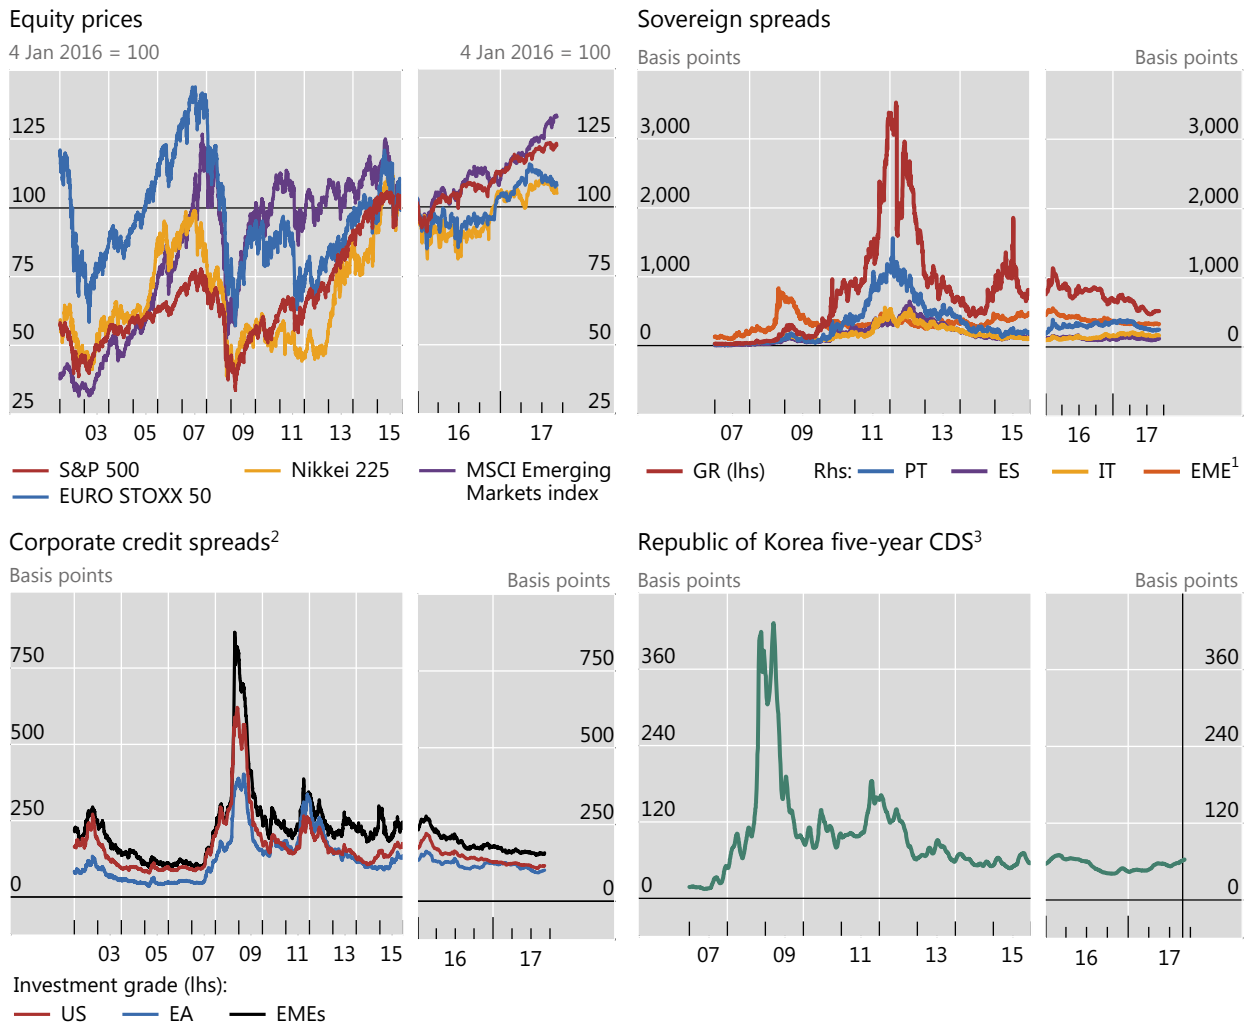 Equity prices
4 Jan 2016 = 100
4 Jan 2016 = 100
125
100
75
50
25
125
100
75
50
25
03 05 07 09 11 13 15
16 17
S&P 500
Nikkei 225
MSCI Emerging
Markets index
EURO STOXX 50
Sovereign spreads
Basis points
Basis points
3,000
2,000
1,000
0
3,000
2,000
1,000
0
07 09 11 13 15
16 17
GR (lhs) Rhs: PT ES IT EME1
Corporate credit spreads2
Basis points
Basis points
750
500
250
0
750
500
250
0
03 05 07 09 11 13 15
16 17
Investment grade (lhs):
US EA EMEs
Republic of Korea five-year CDS3
Basis points
Basis points
360
240
120
0
360
240
120
0
07 09 11 13 15
16 17